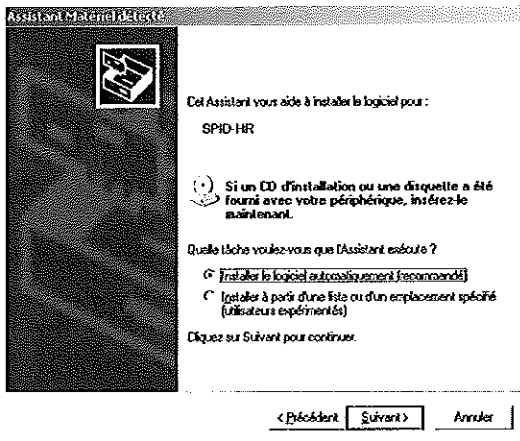 Assistant Matériel détecté
Cet Assistant vous aide à installer le logiciel pour :
SPID-HR
Si un CD d'installation ou une disquette a été
fourni avec votre périphérique, insérez-le
maintenant.
Quelle tâche voulez-vous que l'Assistant exécute ?
Installer le logiciel automatiquement (recommandé)
Installer à partir d'une liste ou d'un emplacement spécifié
(utilisateurs expérimentés)
Cliquez sur Suivant pour continuer.
< Précédent Suivant > Annuler